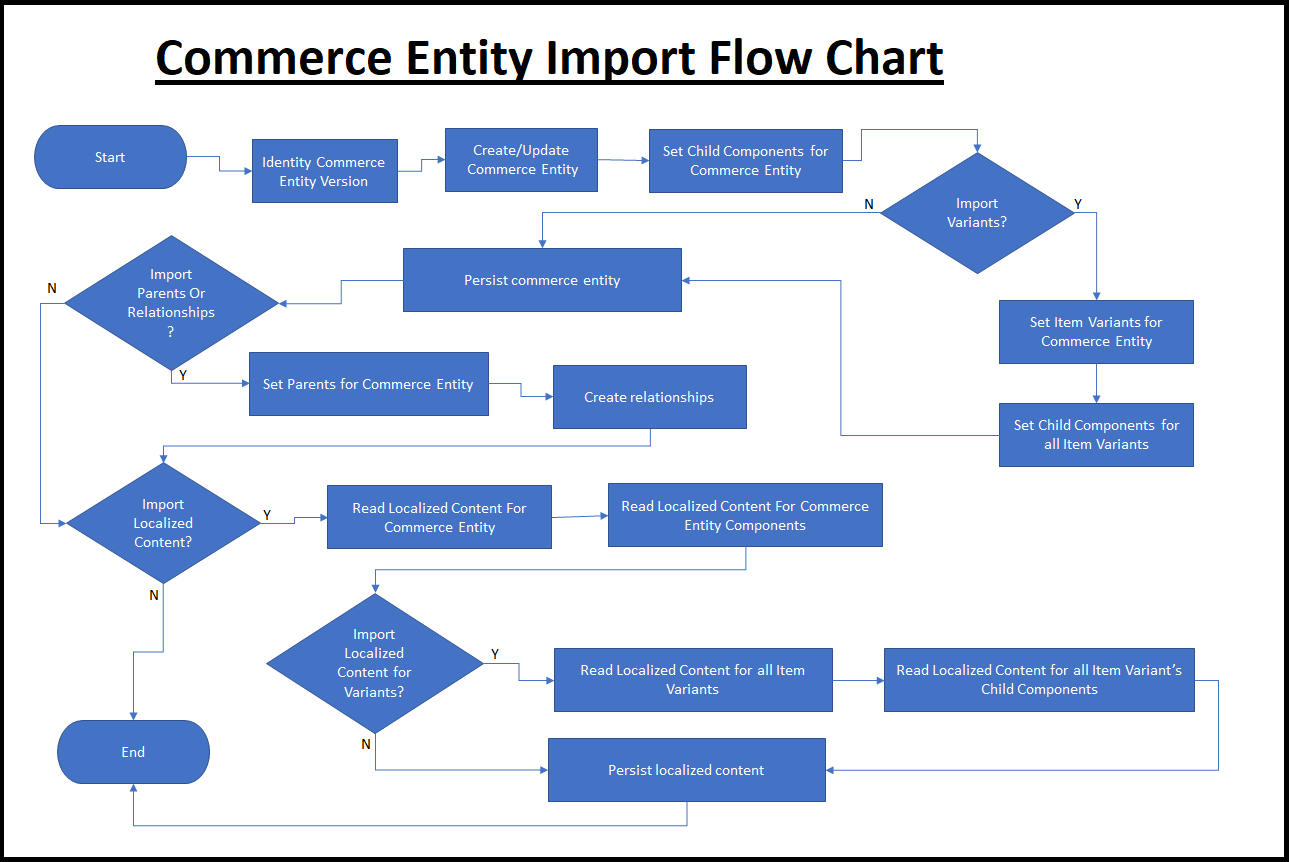 Commerce Entity Import Flow Chart
Start
Identity Commerce
Entity Version
Create/Update
Commerce Entity
Set Child Components for
Commerce Entity
Import
Variants?
N
Y
Persist commerce entity
Import
Parents Or
Relationships
?
N
Y
Set Item Variants for
Commerce Entity
Set Parents for Commerce Entity
Create relationships
Set Child Components for
all Item Variants
Import
Localized
Content?
Y
N
Read Localized Content For
Commerce Entity
Read Localized Content For Commerce
Entity Components
Import
Localized
Content for
Variants?
Y
N
Read Localized Content for all Item
Variants
Read Localized Content for all Item Variant’s
Child Components
End
Persist localized content